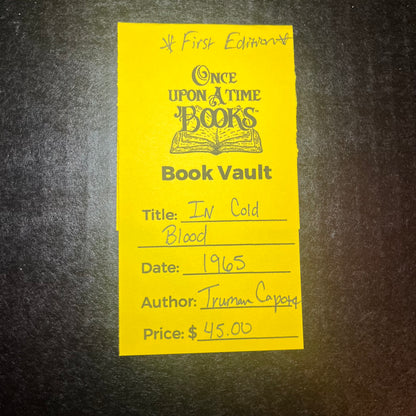 * First Edition *
ONCE
UPON A TIME
BOOKS
Book Vault
Title: In Cold
Blood
Date: 1965
Author: Truman Capote
Price: $ 45.00